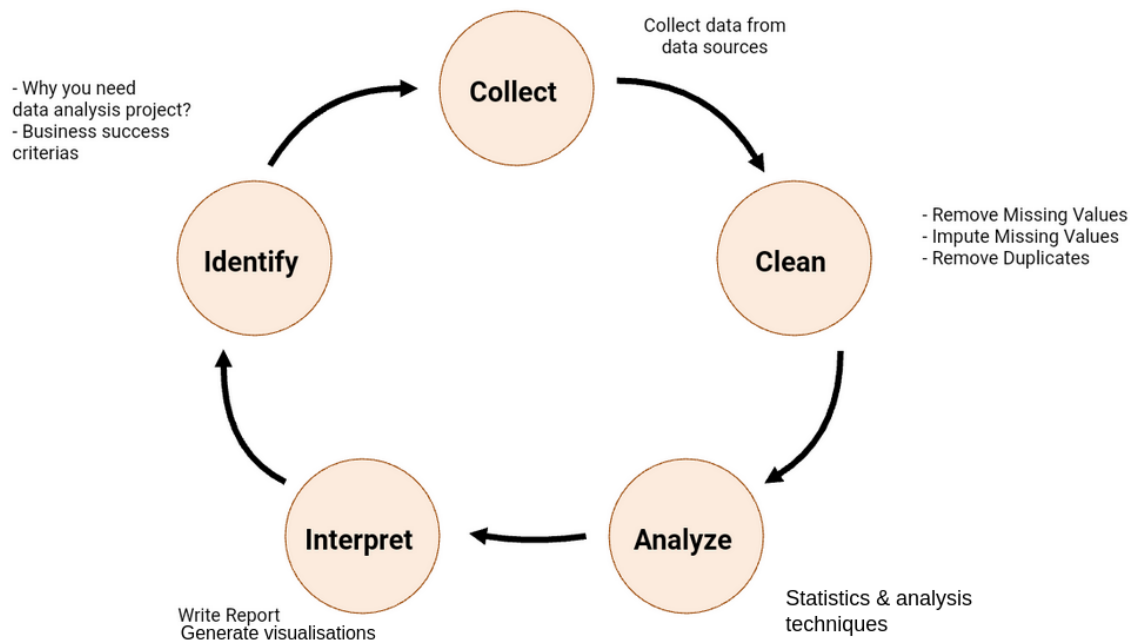 Collect
Collect data from
data sources
- Why you need
data analysis project?
- Business success
criterias
Identify
Clean
- Remove Missing Values
- Impute Missing Values
- Remove Duplicates
Interpret
Analyze
Write Report
Generate visualisations
Statistics & analysis
techniques